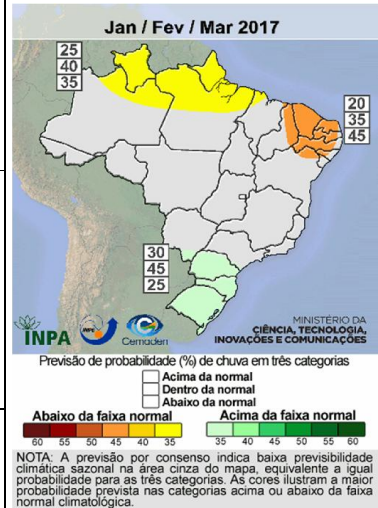 Jan / Fev / Mar 2017
25
40
35
20
35
45
30
45
25
INPA
INPE
Cemaden
MINISTÉRIO DA
CIÊNCIA, TECNOLOGIA,
INOVAÇÕES E COMUNICAÇÕES
Previsão de probabilidade (%) de chuva em três categorias
Acima da normal
Dentro da normal
Abaixo da normal
Abaixo da faixa normal
Acima da faixa normal
60 55 50 45 40 35
35 40 45 50 55 60
NOTA: A previsão por consenso indica baixa previsibilidade
climática sazonal na área cinza do mapa, equivalente a igual
probabilidade para as três categorias. As cores ilustram a maior
probabilidade prevista nas categorias acima ou abaixo da faixa
normal climatológica.